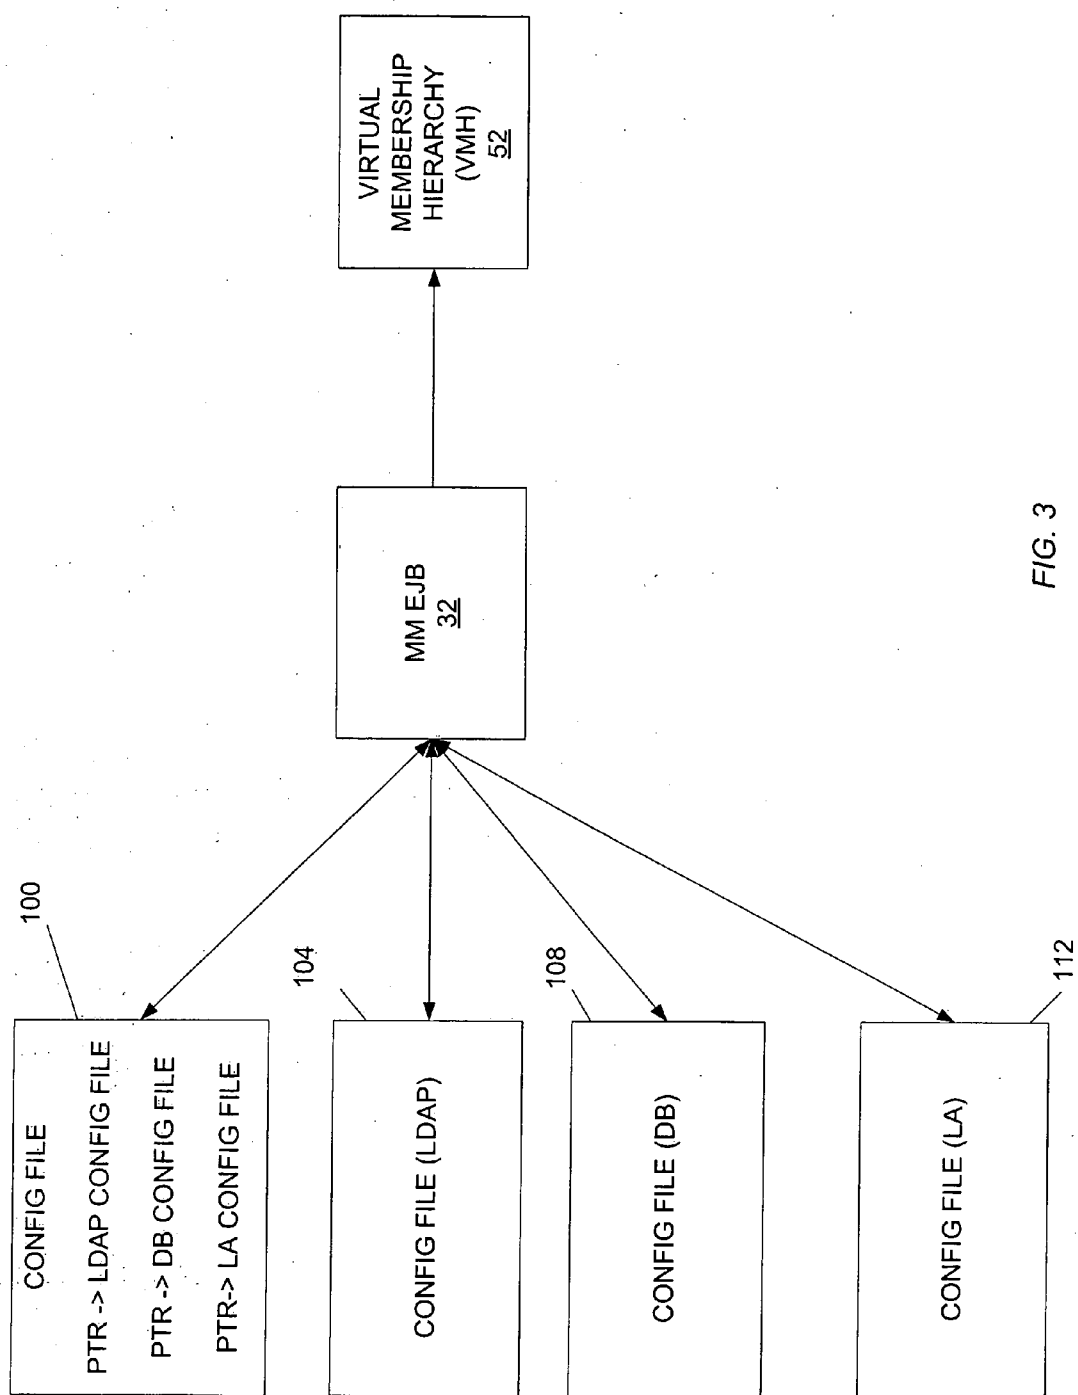 CONFIG FILE
PTR -> LDAP CONFIG FILE
PTR -> DB CONFIG FILE
PTR-> LA CONFIG FILE
100
CONFIG FILE (LDAP)
104
CONFIG FILE (DB)
108
CONFIG FILE (LA)
112
MM EJB
32
VIRTUAL
MEMBERSHIP
HIERARCHY
(VMH)
52
FIG. 3